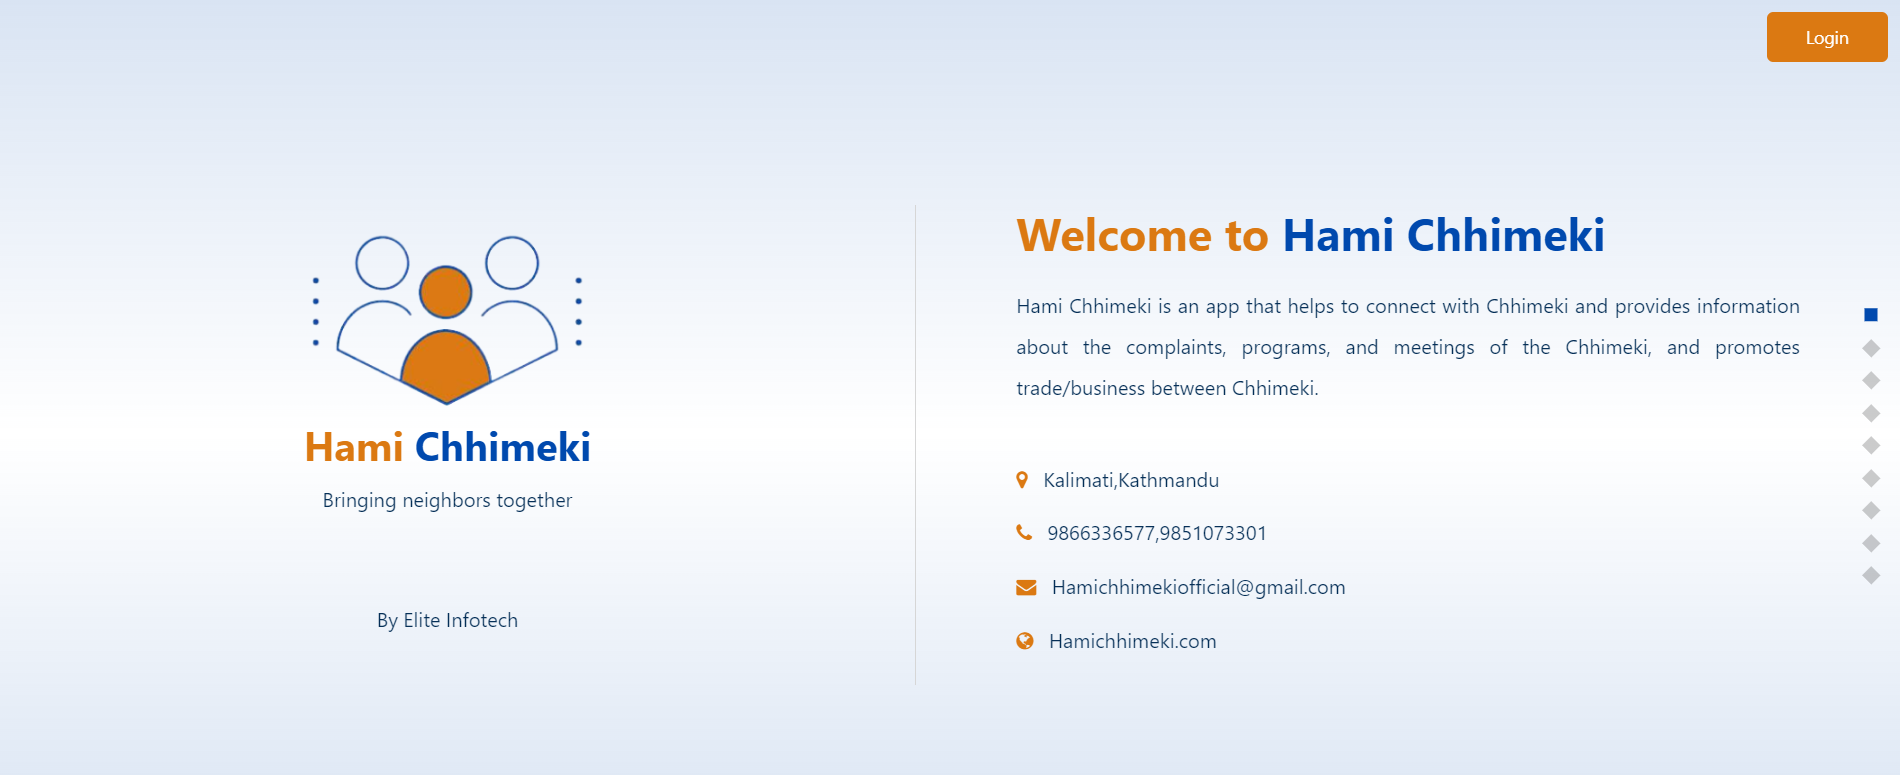 Login
Hami Chhimeki
Bringing neighbors together
By Elite Infotech
Welcome to Hami Chhimeki
Hami Chhimeki is an app that helps to connect with Chhimeki and provides information
about the complaints, programs, and meetings of the Chhimeki, and promotes
trade/business between Chhimeki.
Kalimati,Kathmandu
9866336577,9851073301
Hamichhimekiofficial@gmail.com
Hamichhimeki.com